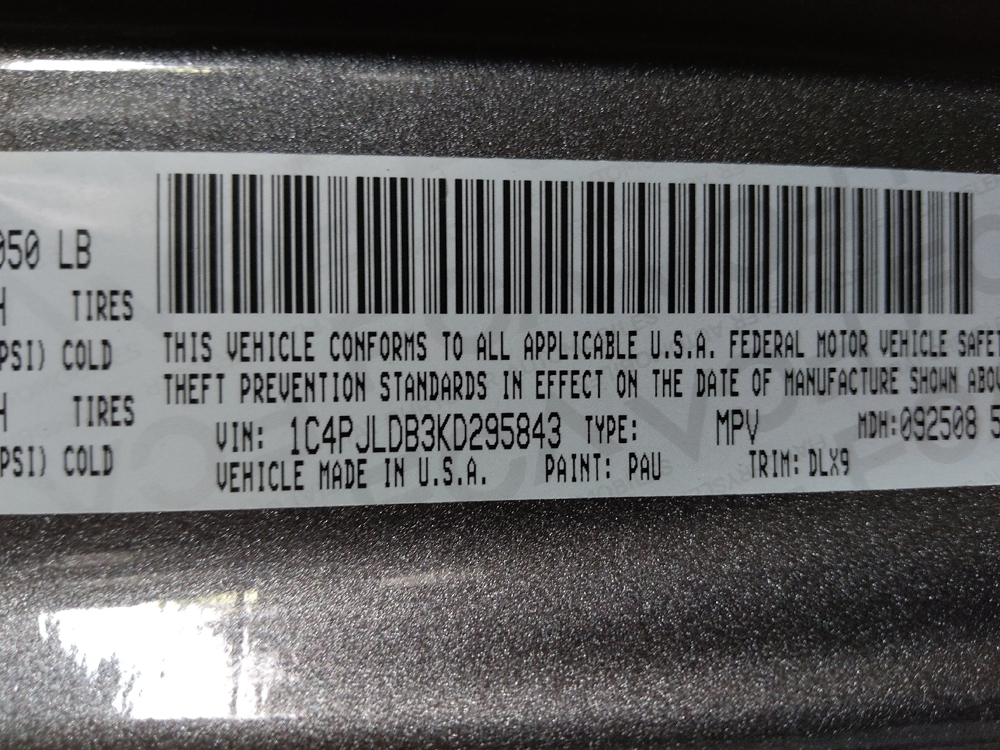 050 LB
TIRES
PSI) COLD
TIRES
PSI) COLD
THIS VEHICLE CONFORMS TO ALL APPLICABLE U.S.A. FEDERAL MOTOR VEHICLE SAFET
THEFT PREVENTION STANDARDS IN EFFECT ON THE DATE OF MANUFACTURE SHOWN ABOV
VIN: 1C4PJLDB3KD295843 TYPE: MPV MDH:092508 5
VEHICLE MADE IN U.S.A. PAINT: PAU TRIM: DLX9